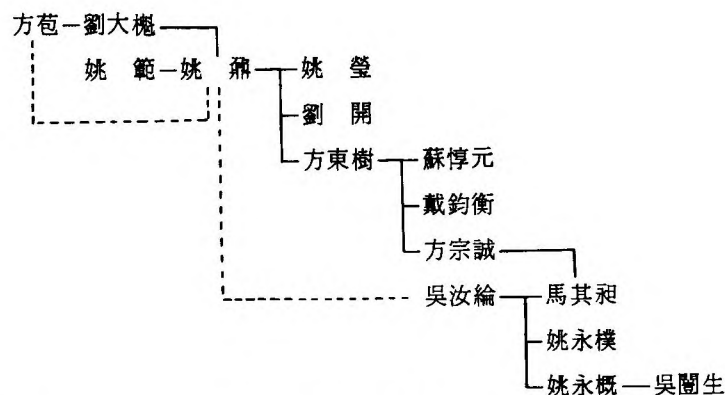 方苞 劉大櫆
姚範 姚鼐 姚瑩
劉開
方東樹 蘇惇元
戴鈞衡
方宗誠
吳汝綸 馬其昶
姚永樸
姚永概 吳闓生